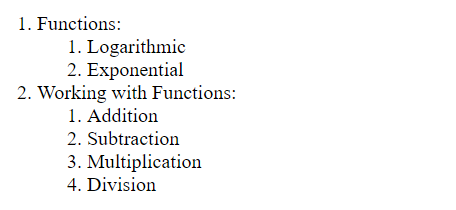 1. Functions:
1. Logarithmic
2. Exponential
2. Working with Functions:
1. Addition
2. Subtraction
3. Multiplication
4. Division